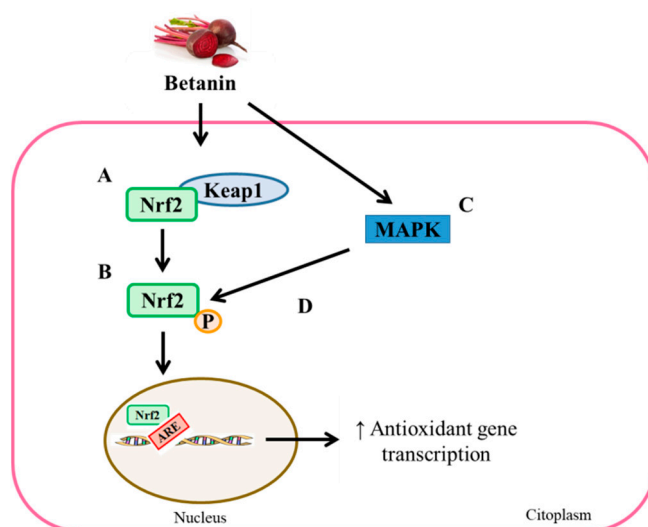 Betanin
A
Keap1
Nrf2
C
MAPK
B
Nrf2
P
D
Nrf2
ARE
↑ Antioxidant gene
transcription
Nucleus
Citoplasm